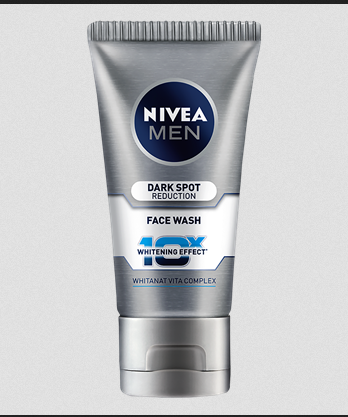 NIVEA
MEN
DARK SPOT
REDUCTION
FACE WASH
10X
WHITENING EFFECT*
WHITANAT VITA COMPLEX